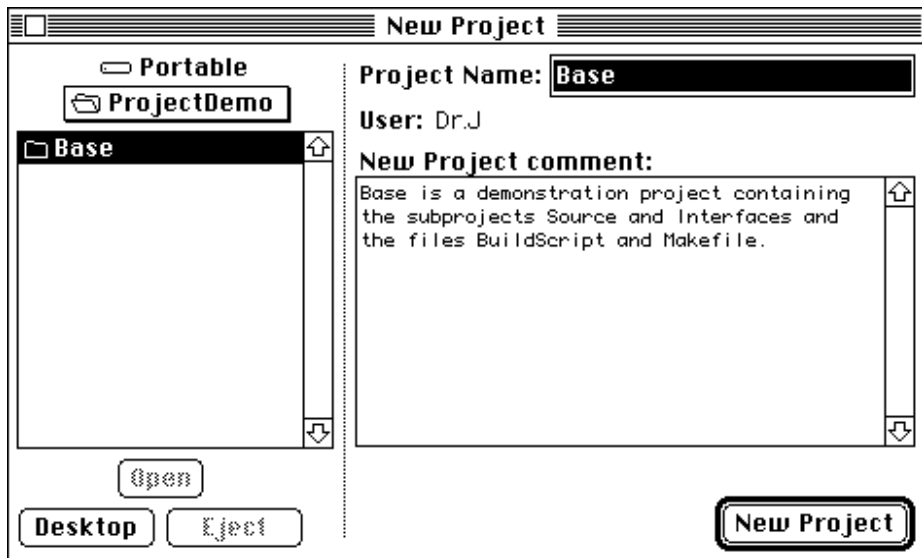 New Project
Portable
ProjectDemo
Base
Open
Desktop
Eject
Project Name: Base
User: Dr.J
New Project comment:
Base is a demonstration project containing
the subprojects Source and Interfaces and
the files BuildScript and Makefile.
New Project